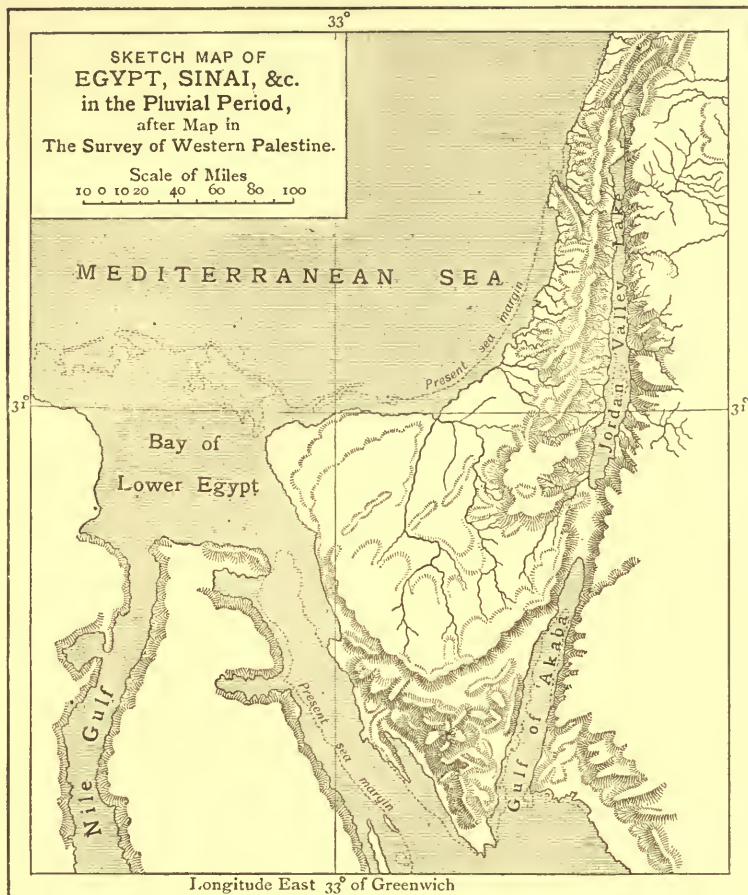 33°
SKETCH MAP OF
EGYPT, SINAI, &c.
in the Pluvial Period,
after Map in
The Survey of Western Palestine.
Scale of Miles
10 0 10 20 40 60 80 100
MEDITERRANEAN SEA
Present sea margin
Jordan Valley Lake
31°
31°
Bay of
Lower Egypt
Nile Gulf
Present sea margin
Gulf of Akaba
Longitude East 33° of Greenwich